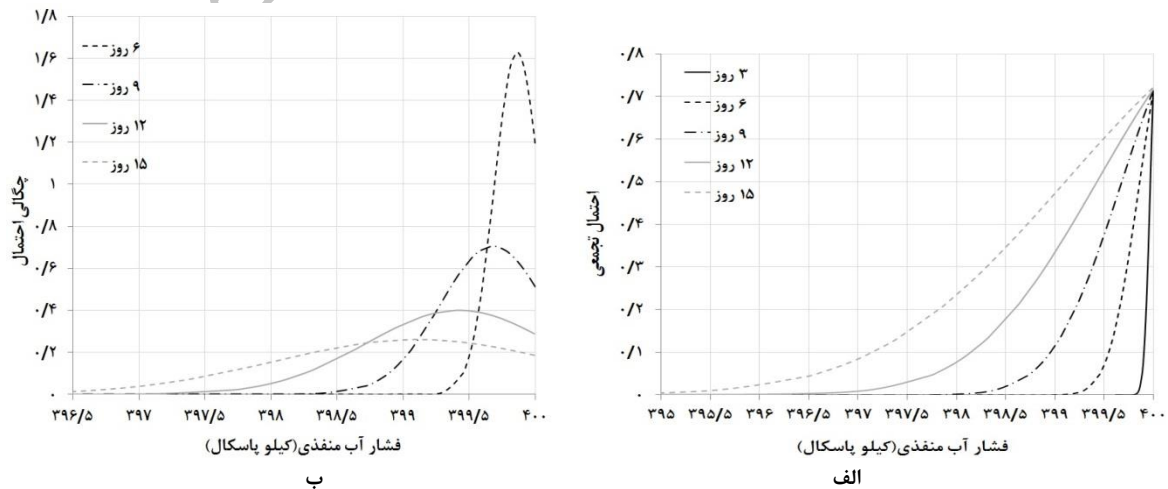 ۱/۸
۱/۶
۱/۴
۱/۲
۱
۰/۸
۰/۶
۰/۴
۰/۲
۰
چگالی احتمال
۶ روز
۹ روز
۱۲ روز
۱۵ روز
۳۹۶/۵ ۳۹۷ ۳۹۷/۵ ۳۹۸ ۳۹۸/۵ ۳۹۹ ۳۹۹/۵ ۴۰۰
فشار آب منفذی(کیلو پاسکال)
ب
۰/۸
۰/۷
۰/۶
۰/۵
۰/۴
۰/۳
۰/۲
۰/۱
۰
احتمال تجمعی
۳ روز
۶ روز
۹ روز
۱۲ روز
۱۵ روز
۳۹۵ ۳۹۵/۵ ۳۹۶ ۳۹۶/۵ ۳۹۷ ۳۹۷/۵ ۳۹۸ ۳۹۸/۵ ۳۹۹ ۳۹۹/۵ ۴۰۰
فشار آب منفذی(کیلو پاسکال)
الف